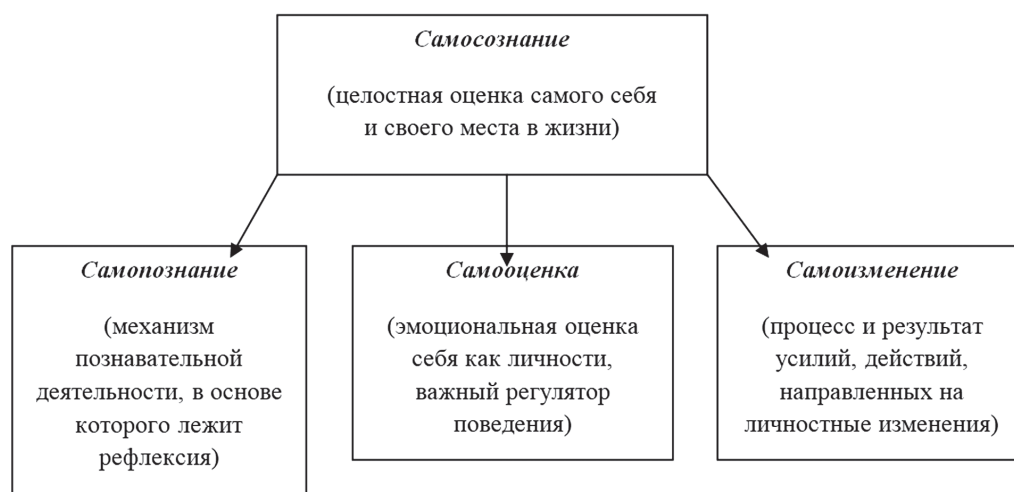 Самосознание
(целостная оценка самого себя
и своего места в жизни)
Самопознание
(механизм
познавательной
деятельности, в основе
которого лежит
рефлексия)
Самооценка
(эмоциональная оценка
себя как личности,
важный регулятор
поведения)
Самоизменение
(процесс и результат
усилий, действий,
направленных на
личностные изменения)